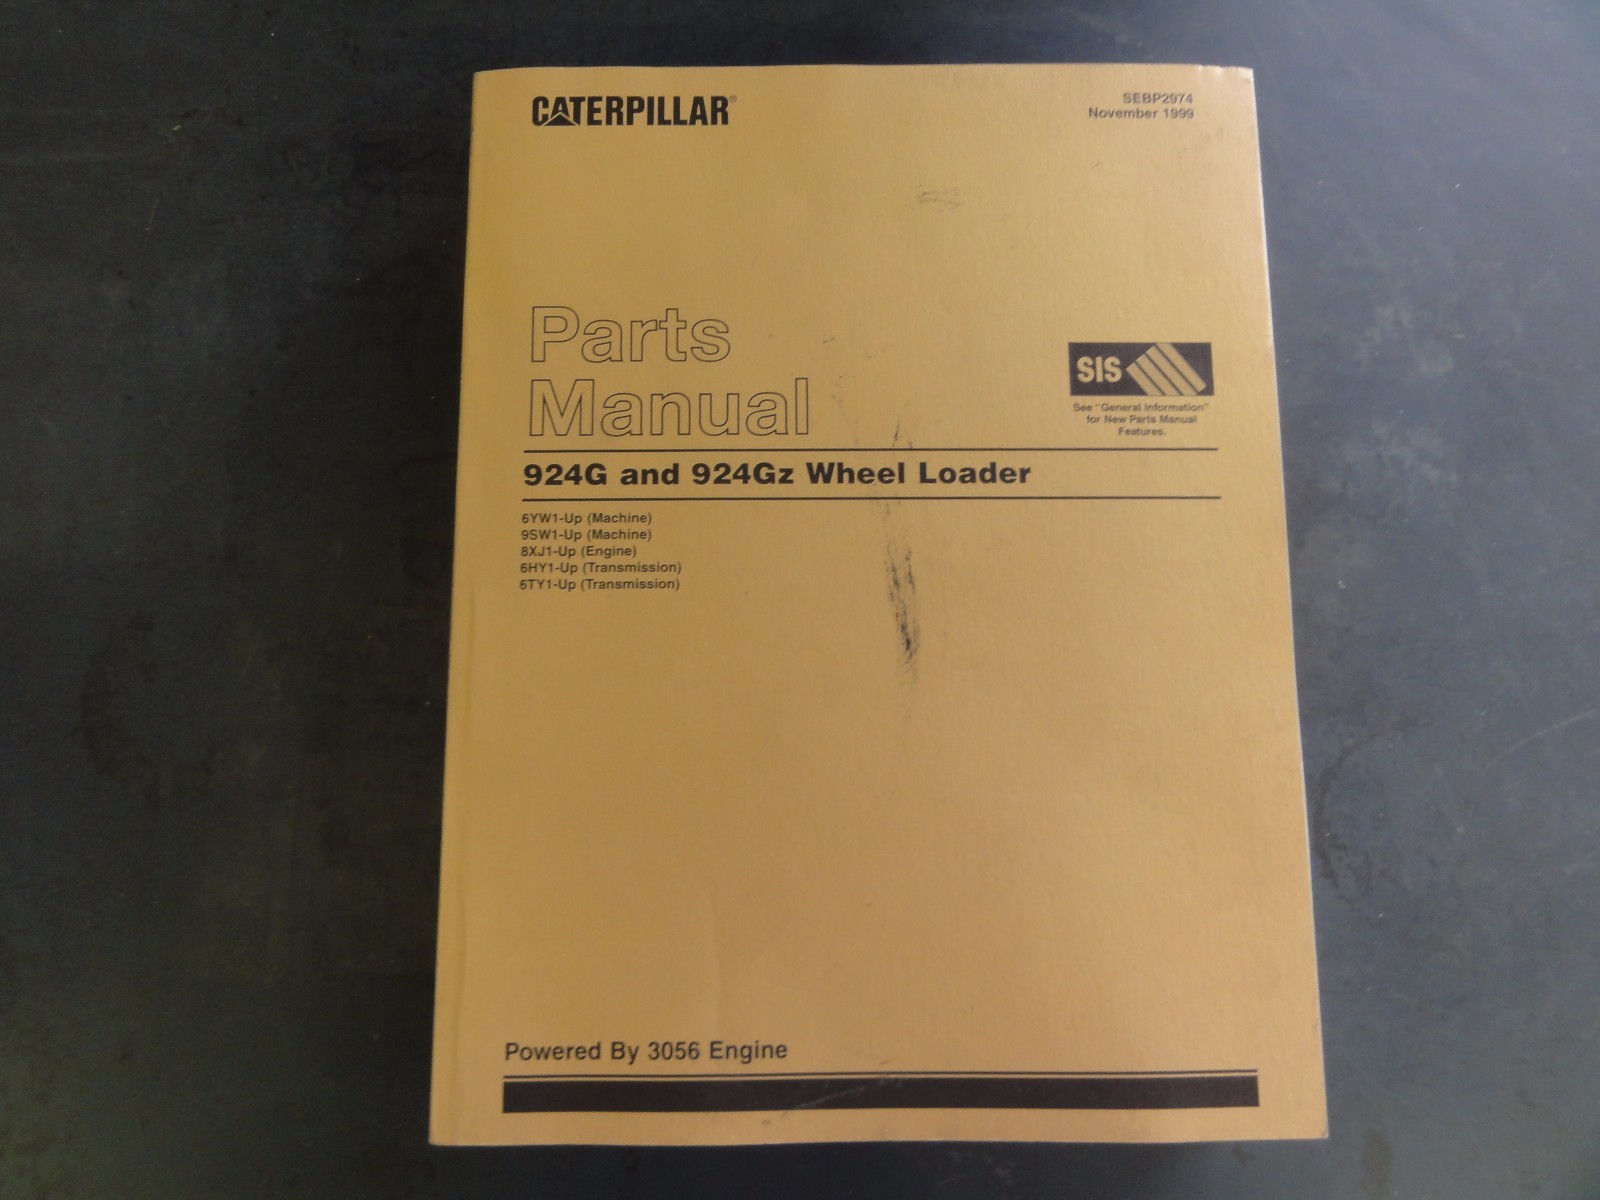 CATERPILLAR®
SEBP2974
November 1999
Parts
Manual
SIS
See "General Information"
for New Parts Manual
Features.
924G and 924Gz Wheel Loader
6YW1-Up (Machine)
9SW1-Up (Machine)
8XJ1-Up (Engine)
6HY1-Up (Transmission)
6TY1-Up (Transmission)
Powered By 3056 Engine